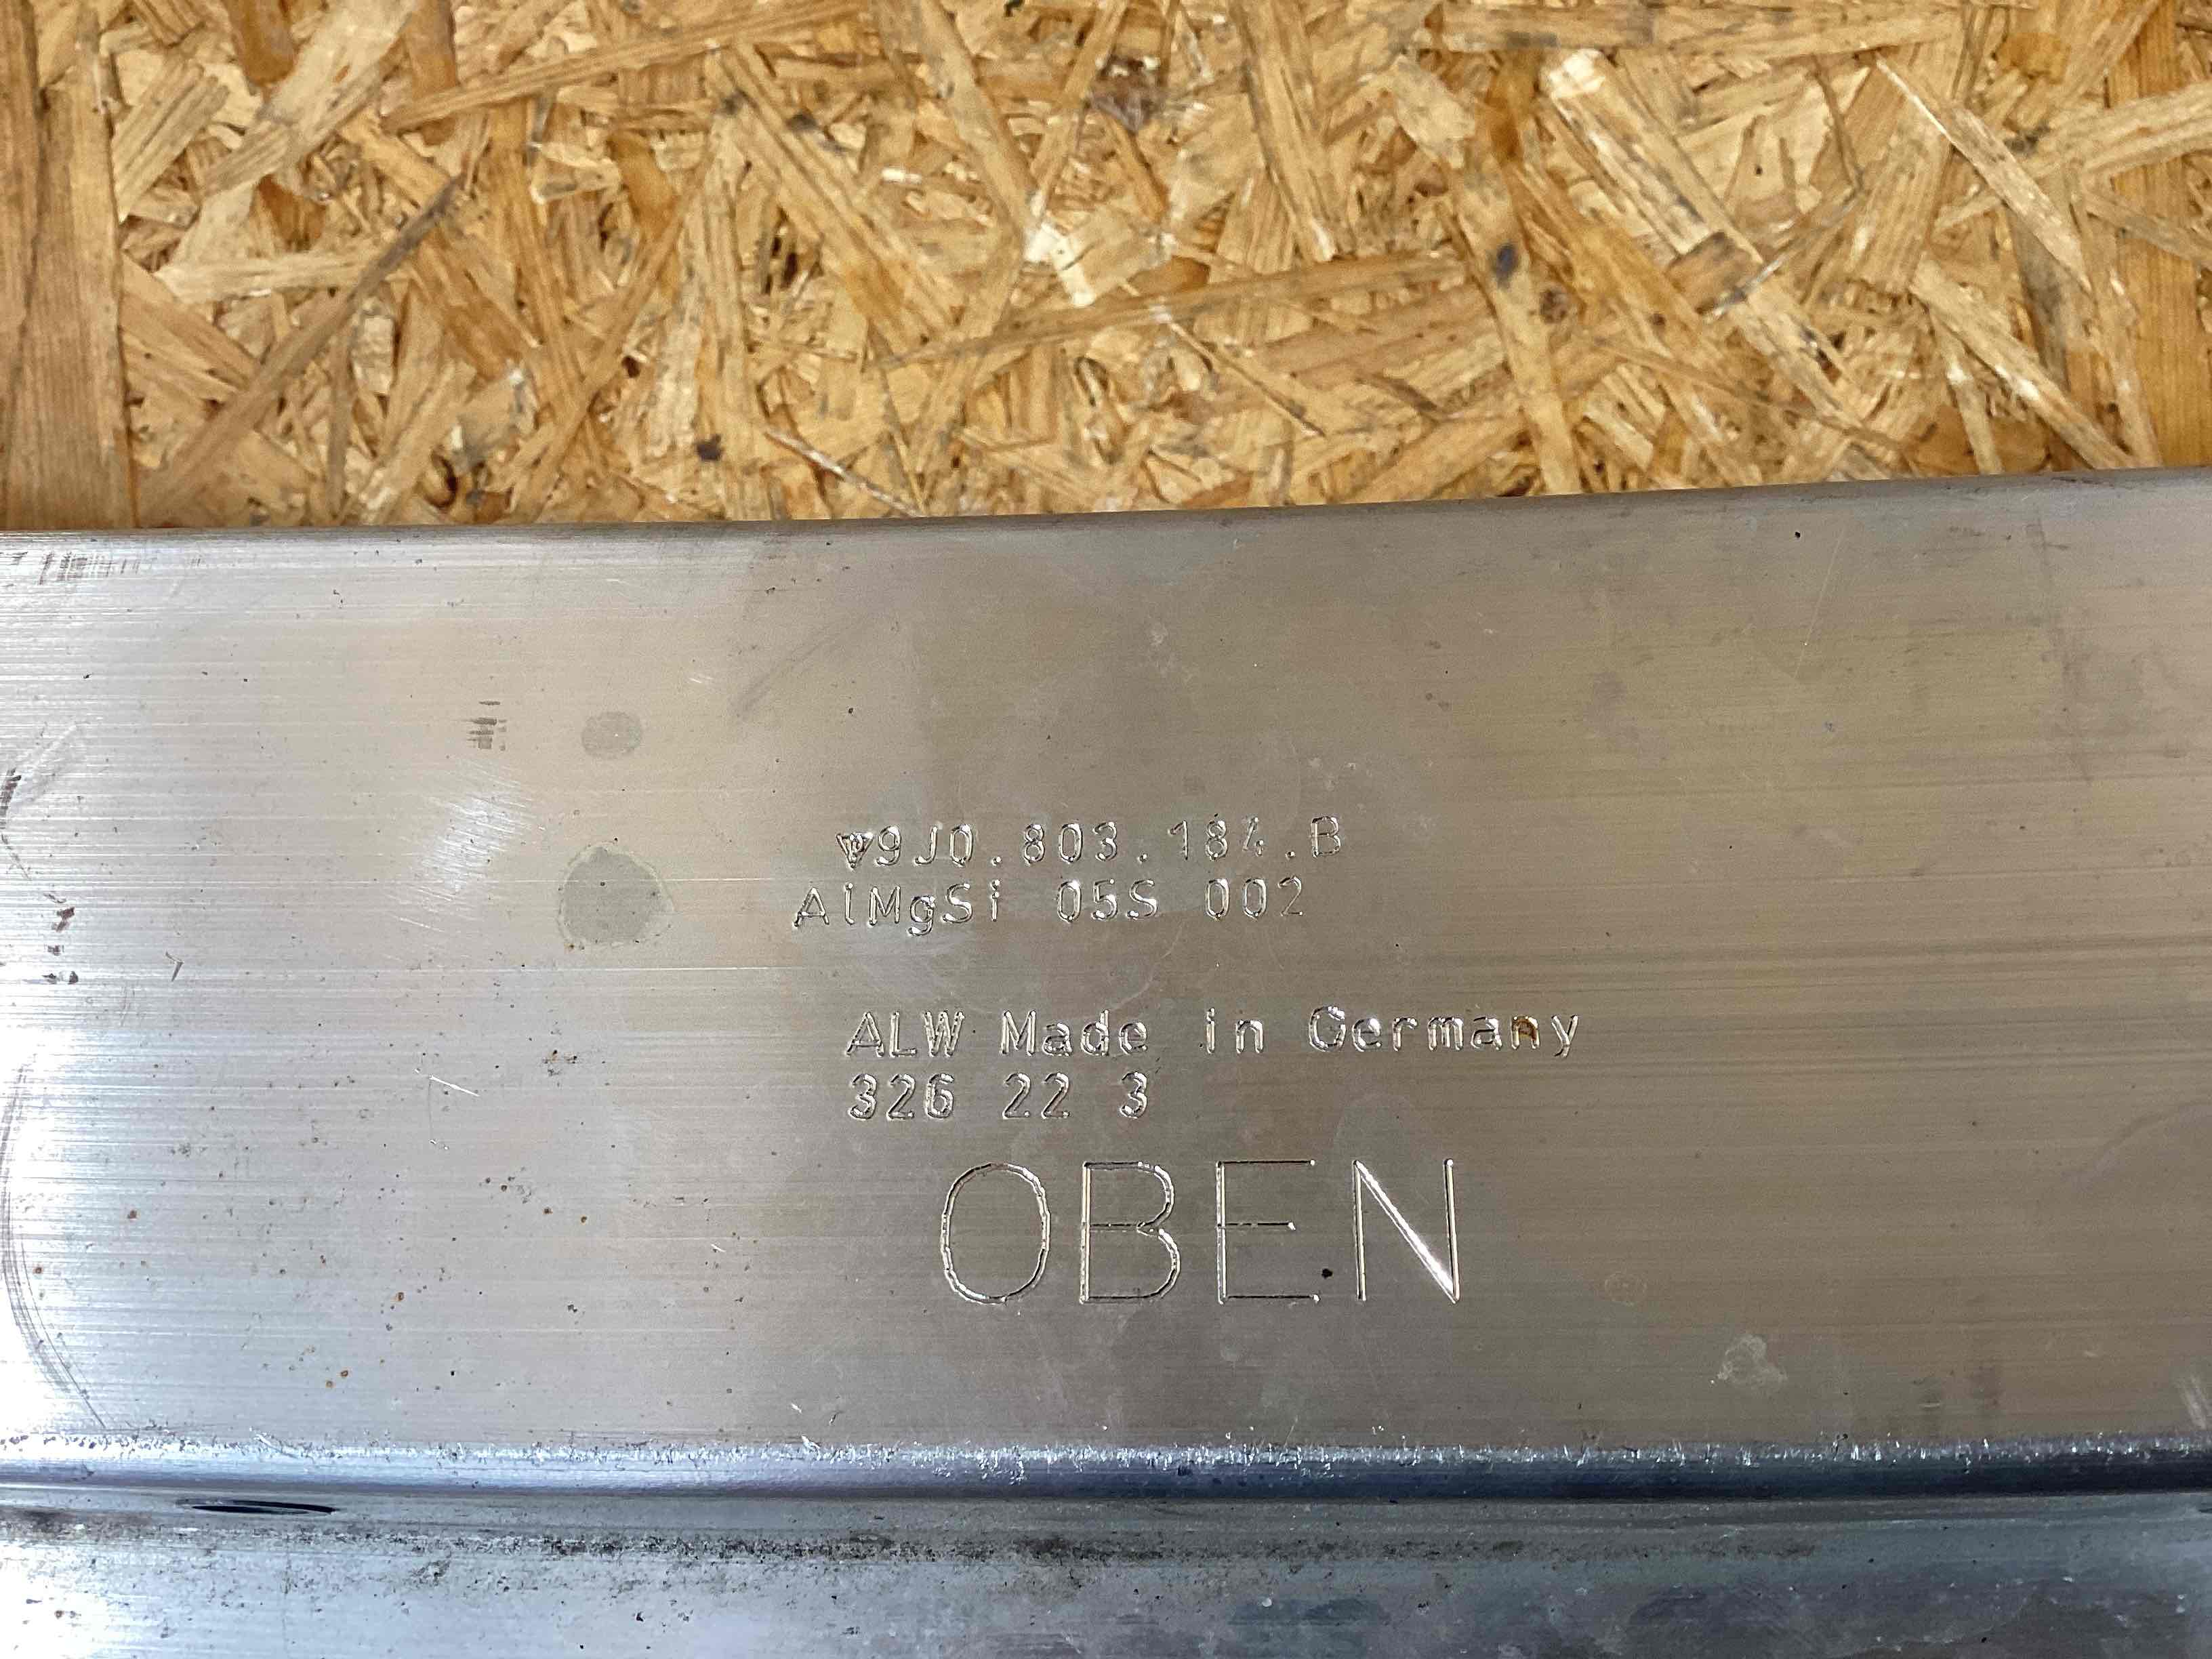 9J0.803.184.B
AlMgSi 05S 002
ALW Made in Germany
326 22 3
OBEN